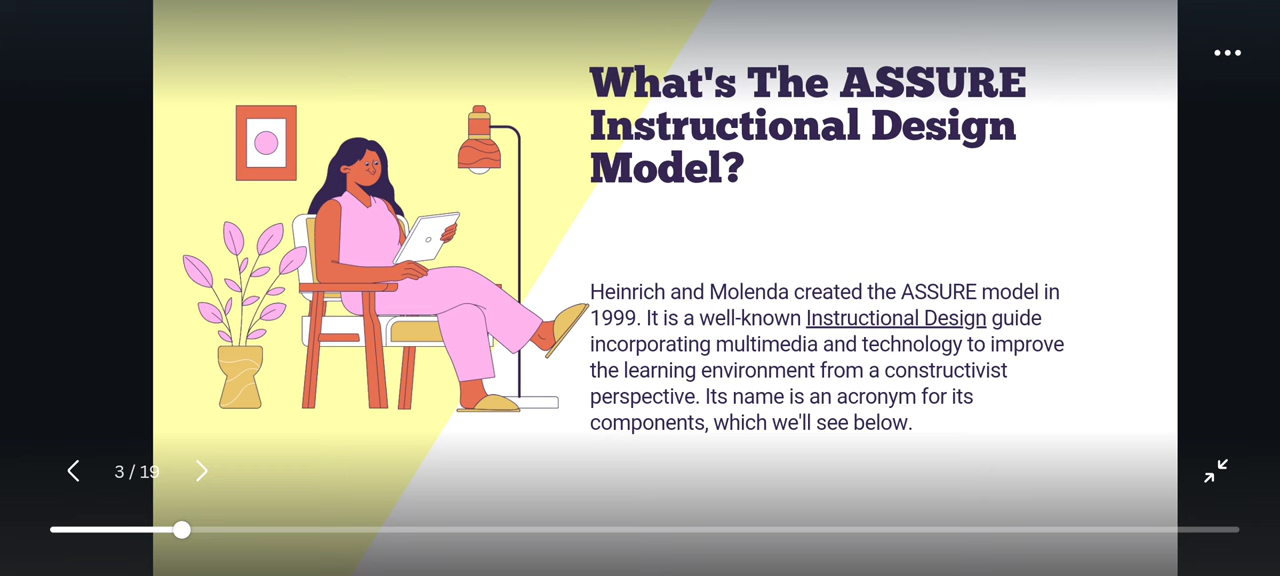 What's The ASSURE
Instructional Design
Model?
Heinrich and Molenda created the ASSURE model in
1999. It is a well-known Instructional Design guide
incorporating multimedia and technology to improve
the learning environment from a constructivist
perspective. Its name is an acronym for its
components, which we'll see below.
3 / 19